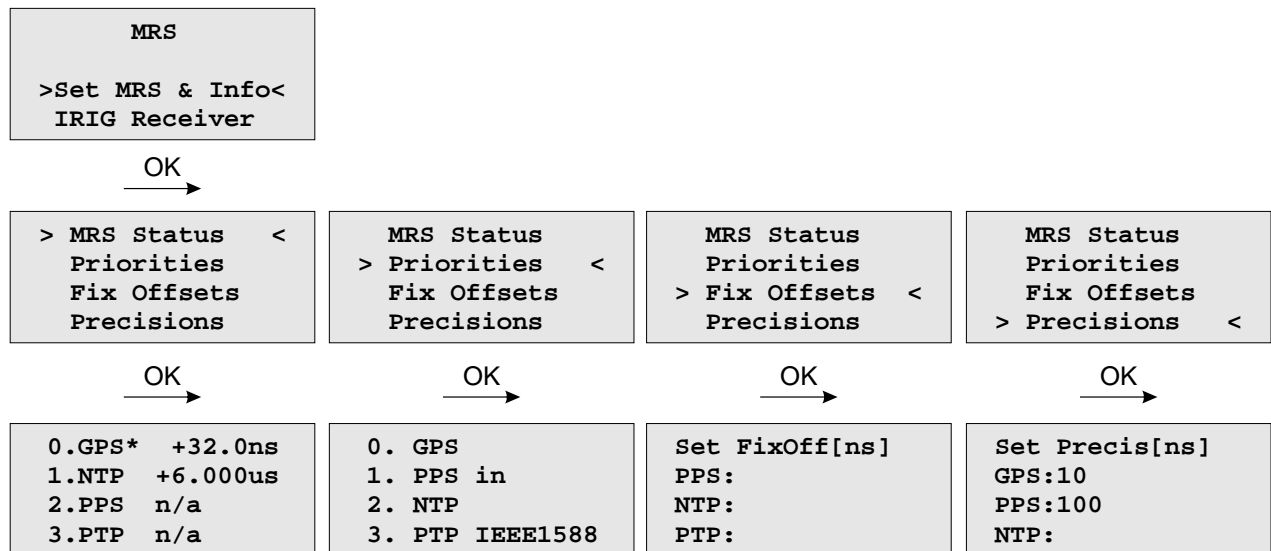 MRS
>Set MRS & Info<
IRIG Receiver
OK
> MRS Status <
Priorities
Fix Offsets
Precisions
MRS Status
> Priorities <
Fix Offsets
Precisions
MRS Status
Priorities
> Fix Offsets <
Precisions
MRS Status
Priorities
Fix Offsets
> Precisions <
OK
OK
OK
OK
0.GPS* +32.0ns
1.NTP +6.000us
2.PPS n/a
3.PTP n/a
0. GPS
1. PPS in
2. NTP
3. PTP IEEE1588
Set FixOff[ns]
PPS:
NTP:
PTP:
Set Precis[ns]
GPS:10
PPS:100
NTP: